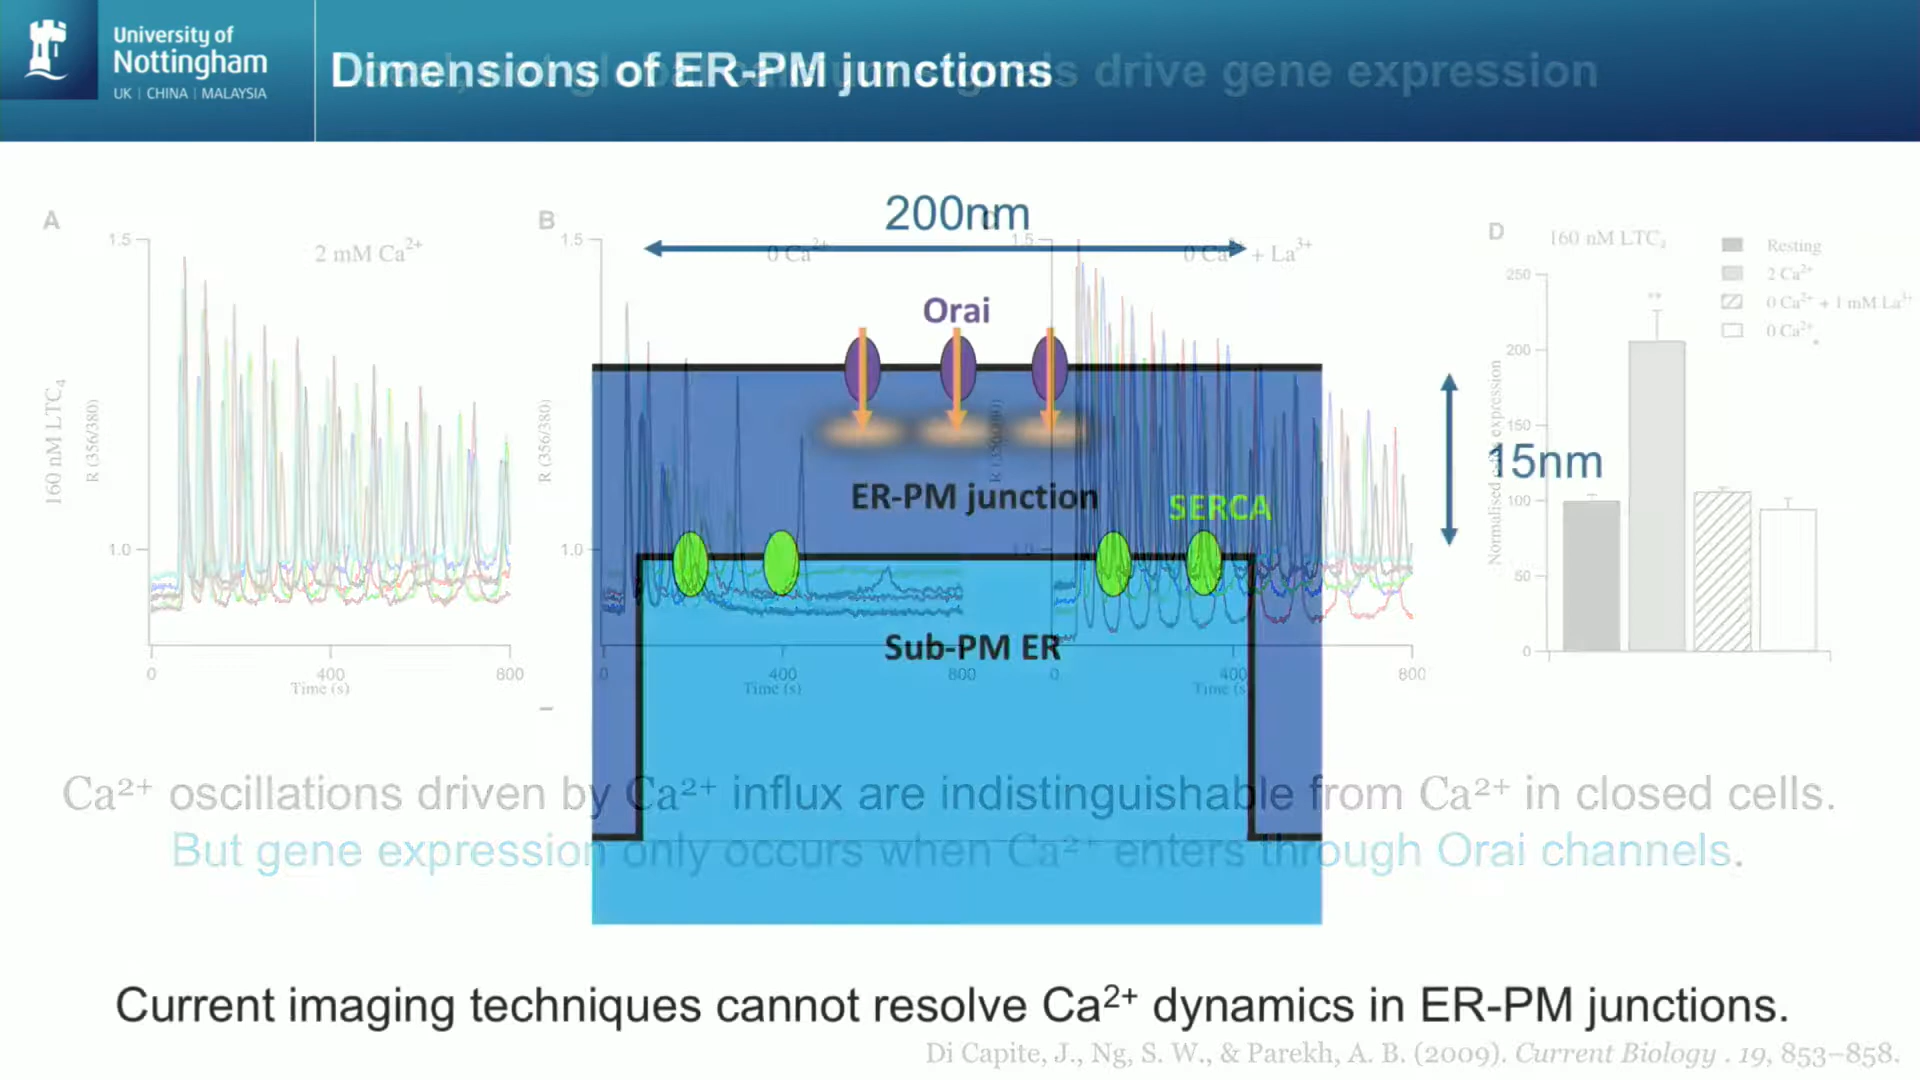 University of
Nottingham
UK | CHINA | MALAYSIA
Dimensions of ER-PM junctions
drive gene expression
A
1.5
2 mM Ca²⁺
160 nM LTC₄
R (356/380)
1.0
0 400 800
Time (s)
B
1.5
0 Ca²⁺
R (356/380)
1.0
0 400 800
Time (s)
1.5
0 Ca²⁺ + La³⁺
1.0
0 400 800
Time (s)
200nm
Orai
ER-PM junction
SERCA
Sub-PM ER
15nm
D
160 nM LTC₄
Resting
2 Ca²⁺
0 Ca²⁺ + 1 mM La³⁺
0 Ca²⁺
**
250
200
150
100
50
0
Normalised expression
Ca²⁺ oscillations driven by Ca²⁺ influx are indistinguishable from Ca²⁺ in closed cells.
But gene expression only occurs when Ca²⁺ enters through Orai channels.
Current imaging techniques cannot resolve Ca²⁺ dynamics in ER-PM junctions.
Di Capite, J., Ng, S. W., & Parekh, A. B. (2009). Current Biology . 19, 853–858.